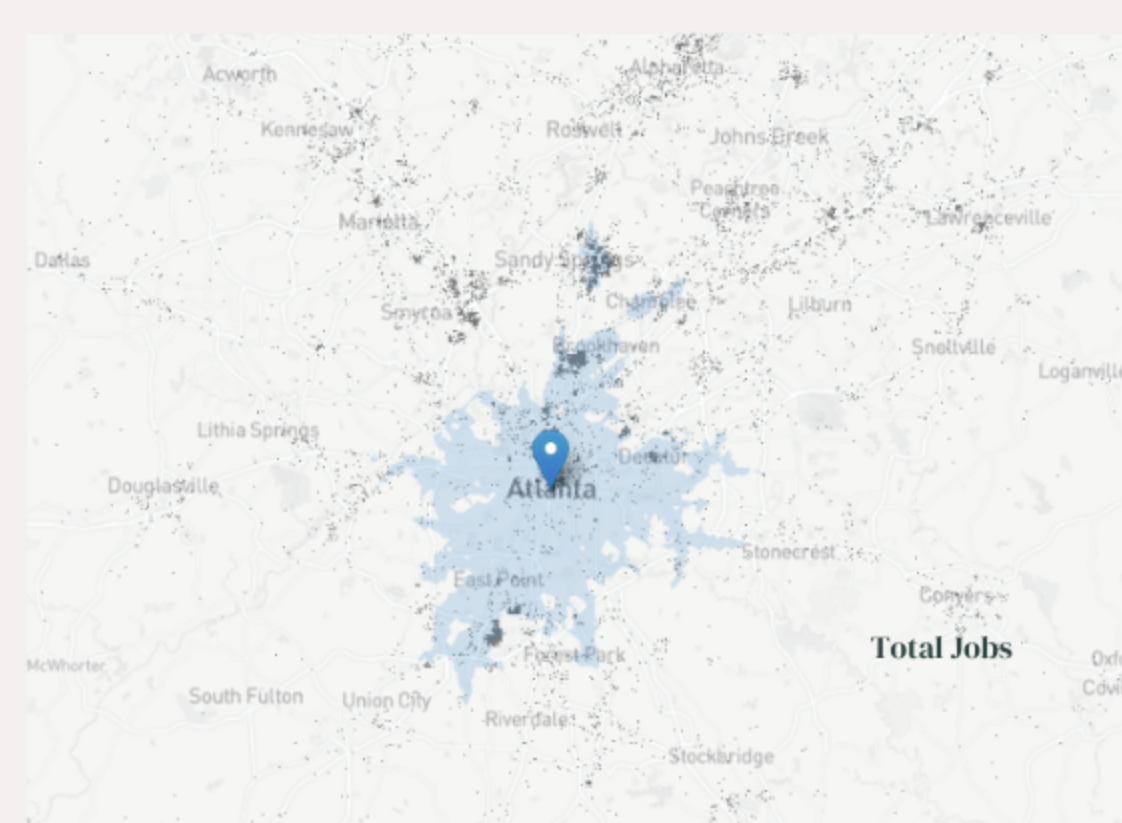 Alpharetta
Acworth
Kennesaw
Roswell
Johns Creek
Peachtree
Corners
Marietta
Lawrenceville
Dallas
Sandy Springs
Chamblee
Lilburn
Smyrna
Brookhaven
Snellville
Loganville
Lithia Springs
Decatur
Douglasville
Atlanta
Stonecrest
East Point
Conyers
Total Jobs
Forest Park
McWhorter
Oxfo
Covi
South Fulton
Union City
Riverdale
Stockbridge